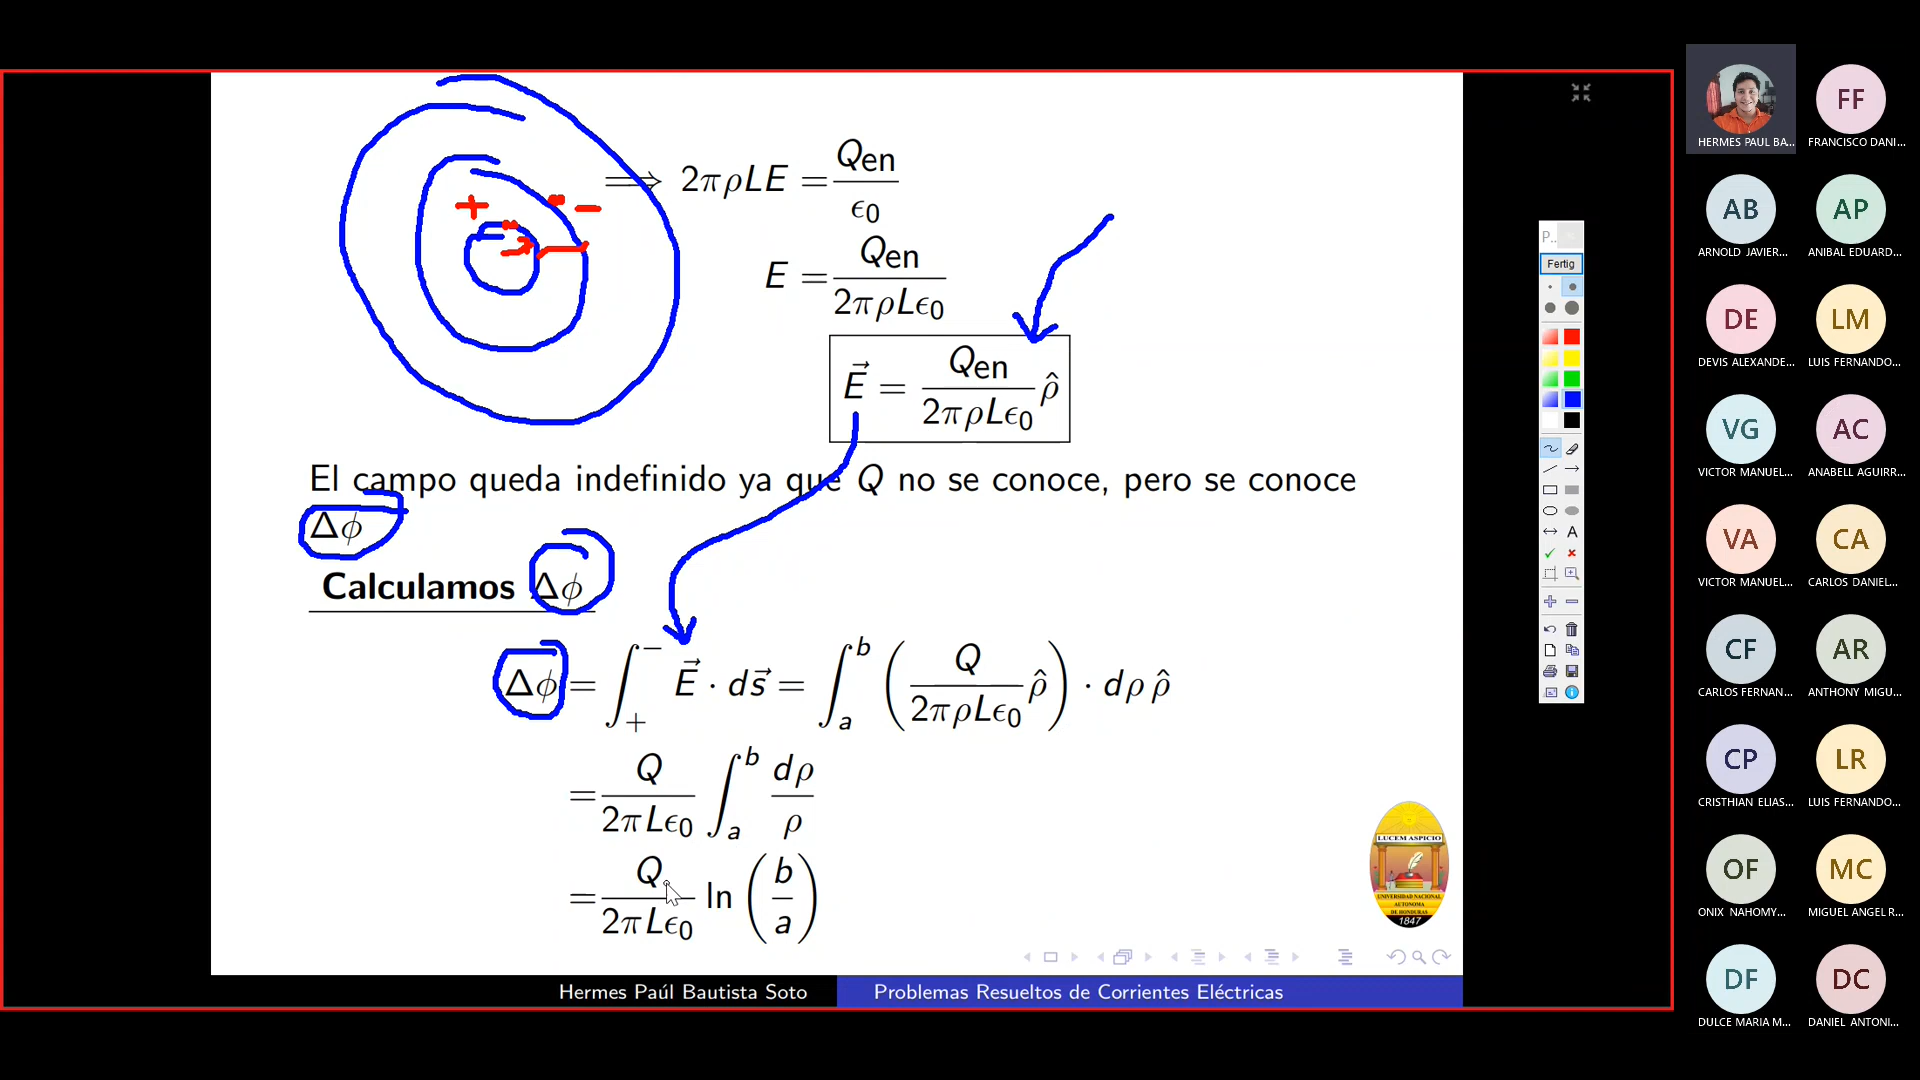 ⟹ 2πρLE = Qen/ϵ0
E = Qen/2πρLϵ0
E⃗ = Qen/2πρLϵ0 ρ̂
+ -
El campo queda indefinido ya que Q no se conoce, pero se conoce
Δϕ
Calculamos Δϕ
Δϕ = ∫₊⁻ E⃗ · ds⃗ = ∫ₐᵇ (Q/2πρLϵ0 ρ̂) · dρ ρ̂
= Q/2πLϵ0 ∫ₐᵇ dρ/ρ
= Q/2πLϵ0 ln (b/a)
LUCEM ASPICIO
UNIVERSIDAD NACIONAL
AUTONOMA
DE HONDURAS
1847
Hermes Paúl Bautista Soto
Problemas Resueltos de Corrientes Eléctricas
P..
Fertig
A
HERMES PAUL BA...
FF
FRANCISCO DANI...
AB
ARNOLD JAVIER...
AP
ANIBAL EDUARD...
DE
DEVIS ALEXANDE...
LM
LUIS FERNANDO...
VG
VICTOR MANUEL...
AC
ANABELL AGUIRR...
VA
VICTOR MANUEL...
CA
CARLOS DANIEL...
CF
CARLOS FERNAN...
AR
ANTHONY MIGU...
CP
CRISTHIAN ELIAS...
LR
LUIS FERNANDO...
OF
ONIX NAHOMY...
MC
MIGUEL ANGEL R...
DF
DULCE MARIA M...
DC
DANIEL ANTONI...